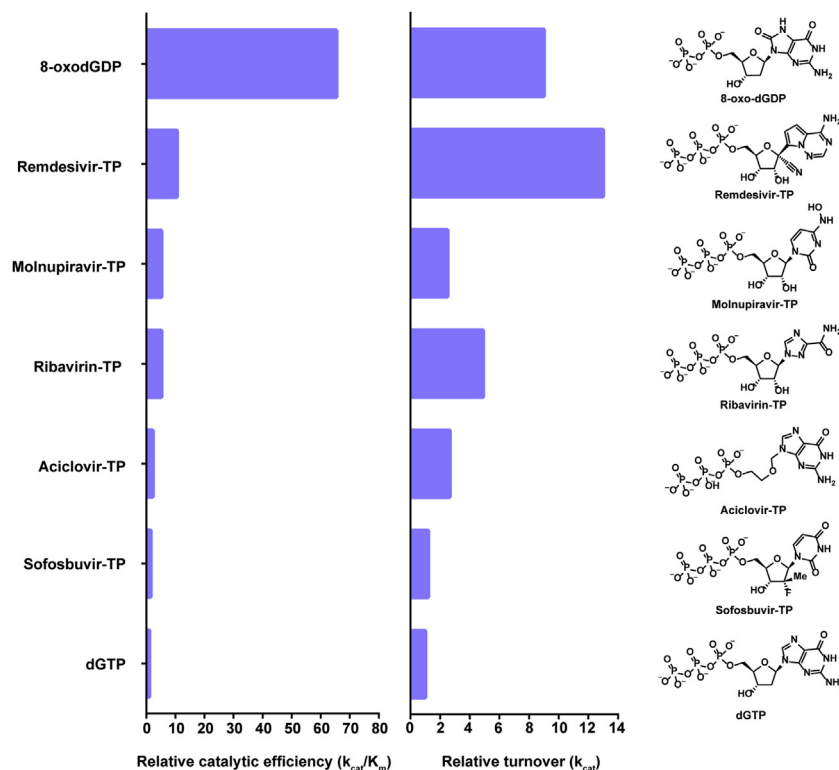 8-oxodGDP
Remdesivir-TP
Molnupiravir-TP
Ribavirin-TP
Aciclovir-TP
Sofosbuvir-TP
dGTP
0 10 20 30 40 50 60 70 80
Relative catalytic efficiency (kcat/Km)
0 2 4 6 8 10 12 14
Relative turnover (kcat)
8-oxo-dGDP
Remdesivir-TP
Molnupiravir-TP
Ribavirin-TP
Aciclovir-TP
Sofosbuvir-TP
dGTP